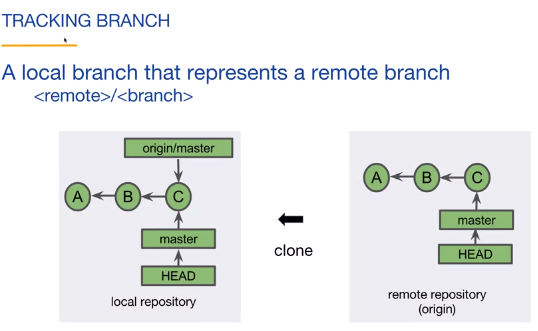 TRACKING BRANCH
A local branch that represents a remote branch
<remote>/<branch>
origin/master
A
B
C
master
HEAD
local repository
clone
A
B
C
master
HEAD
remote repository
(origin)